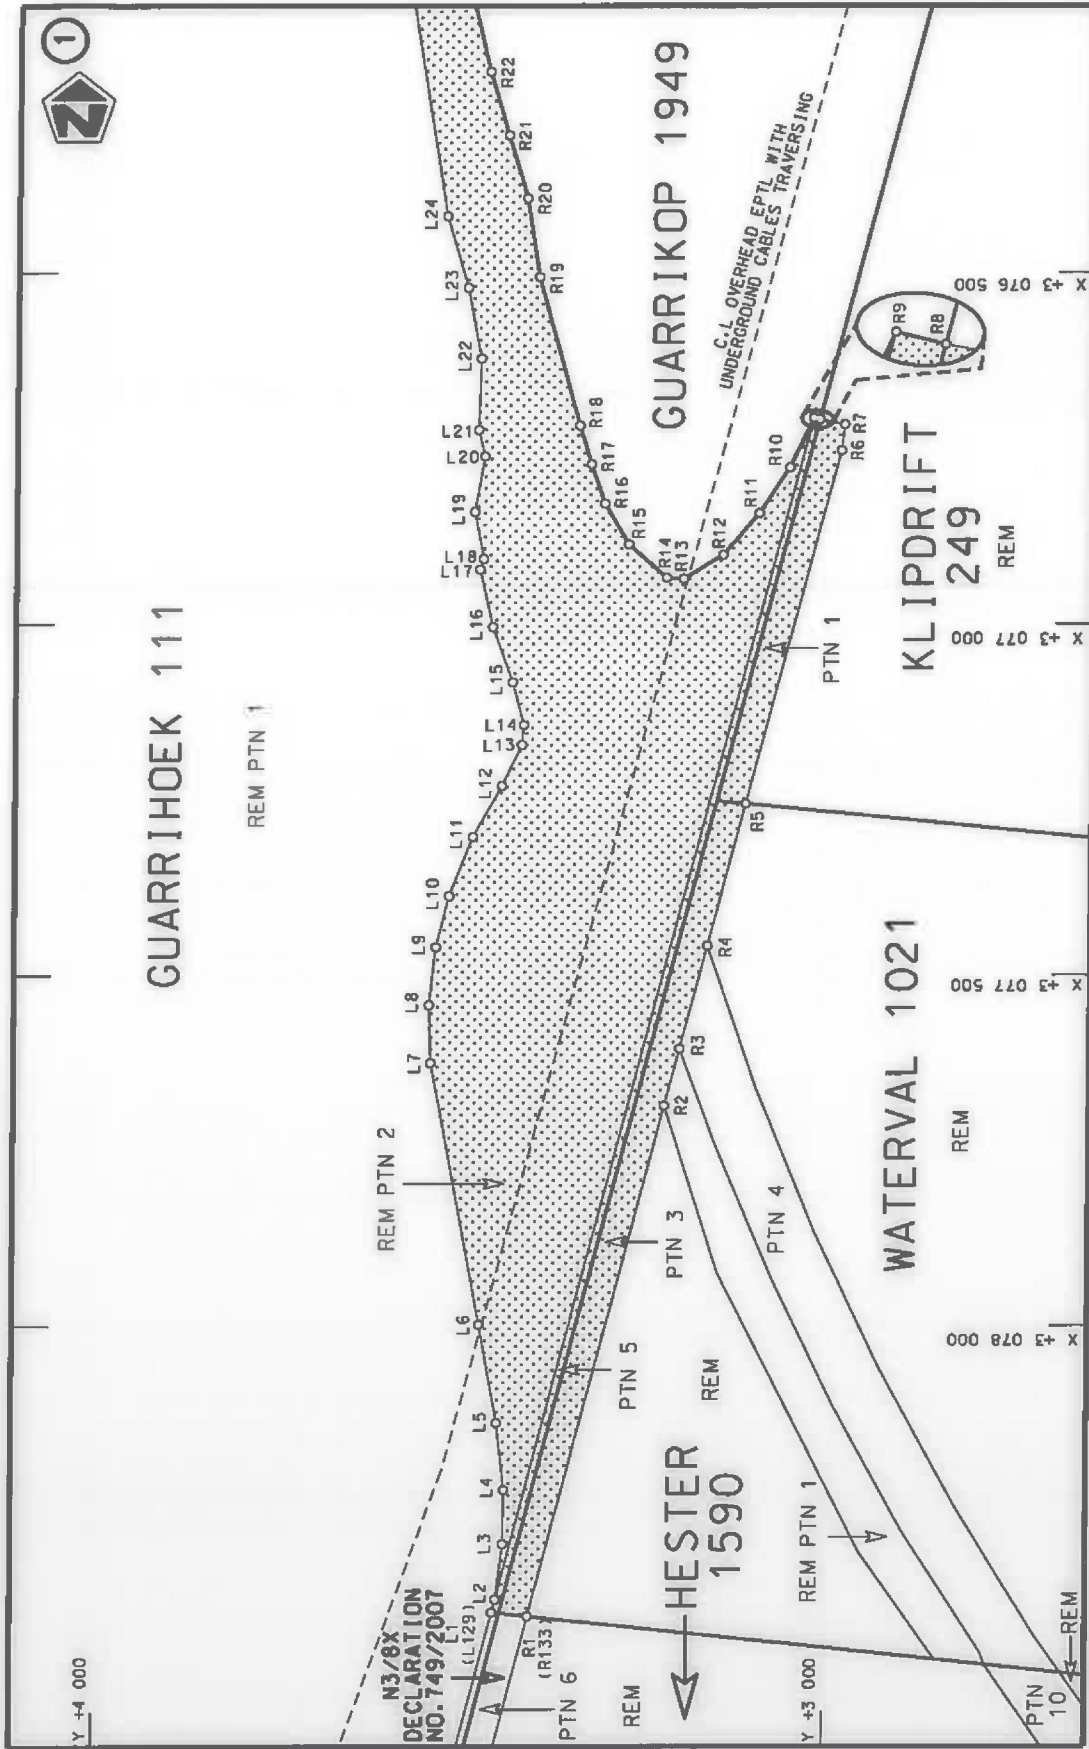 1
N
GUARRIHOEK 111
REM PTN 1
REM PTN 2
GUARRIKOP 1949
C.L OVERHEAD EPTL WITH
UNDERGROUND CABLES TRAVERSING
KLIPDRIFT
249
REM
WATERVAL 1021
REM
HESTER
1590
REM
N3/8X
DECLARATION
NO.749/2007
L1
(L129)
L2
L3
L4
L5
L6
L7
L8
L9
L10
L11
L12
L13
L14
L15
L16
L17
L18
L19
L20
L21
L22
L23
L24
R1
(R133)
R2
R3
R4
R5
R6
R7
R8
R9
R10
R11
R12
R13
R14
R15
R16
R17
R18
R19
R20
R21
R22
PTN 1
PTN 3
PTN 4
PTN 5
PTN 6
REM
REM PTN 1
PTN
10
REM
Y +4 000
Y +3 000
X +3 076 500
X +3 077 000
X +3 077 500
X +3 078 000